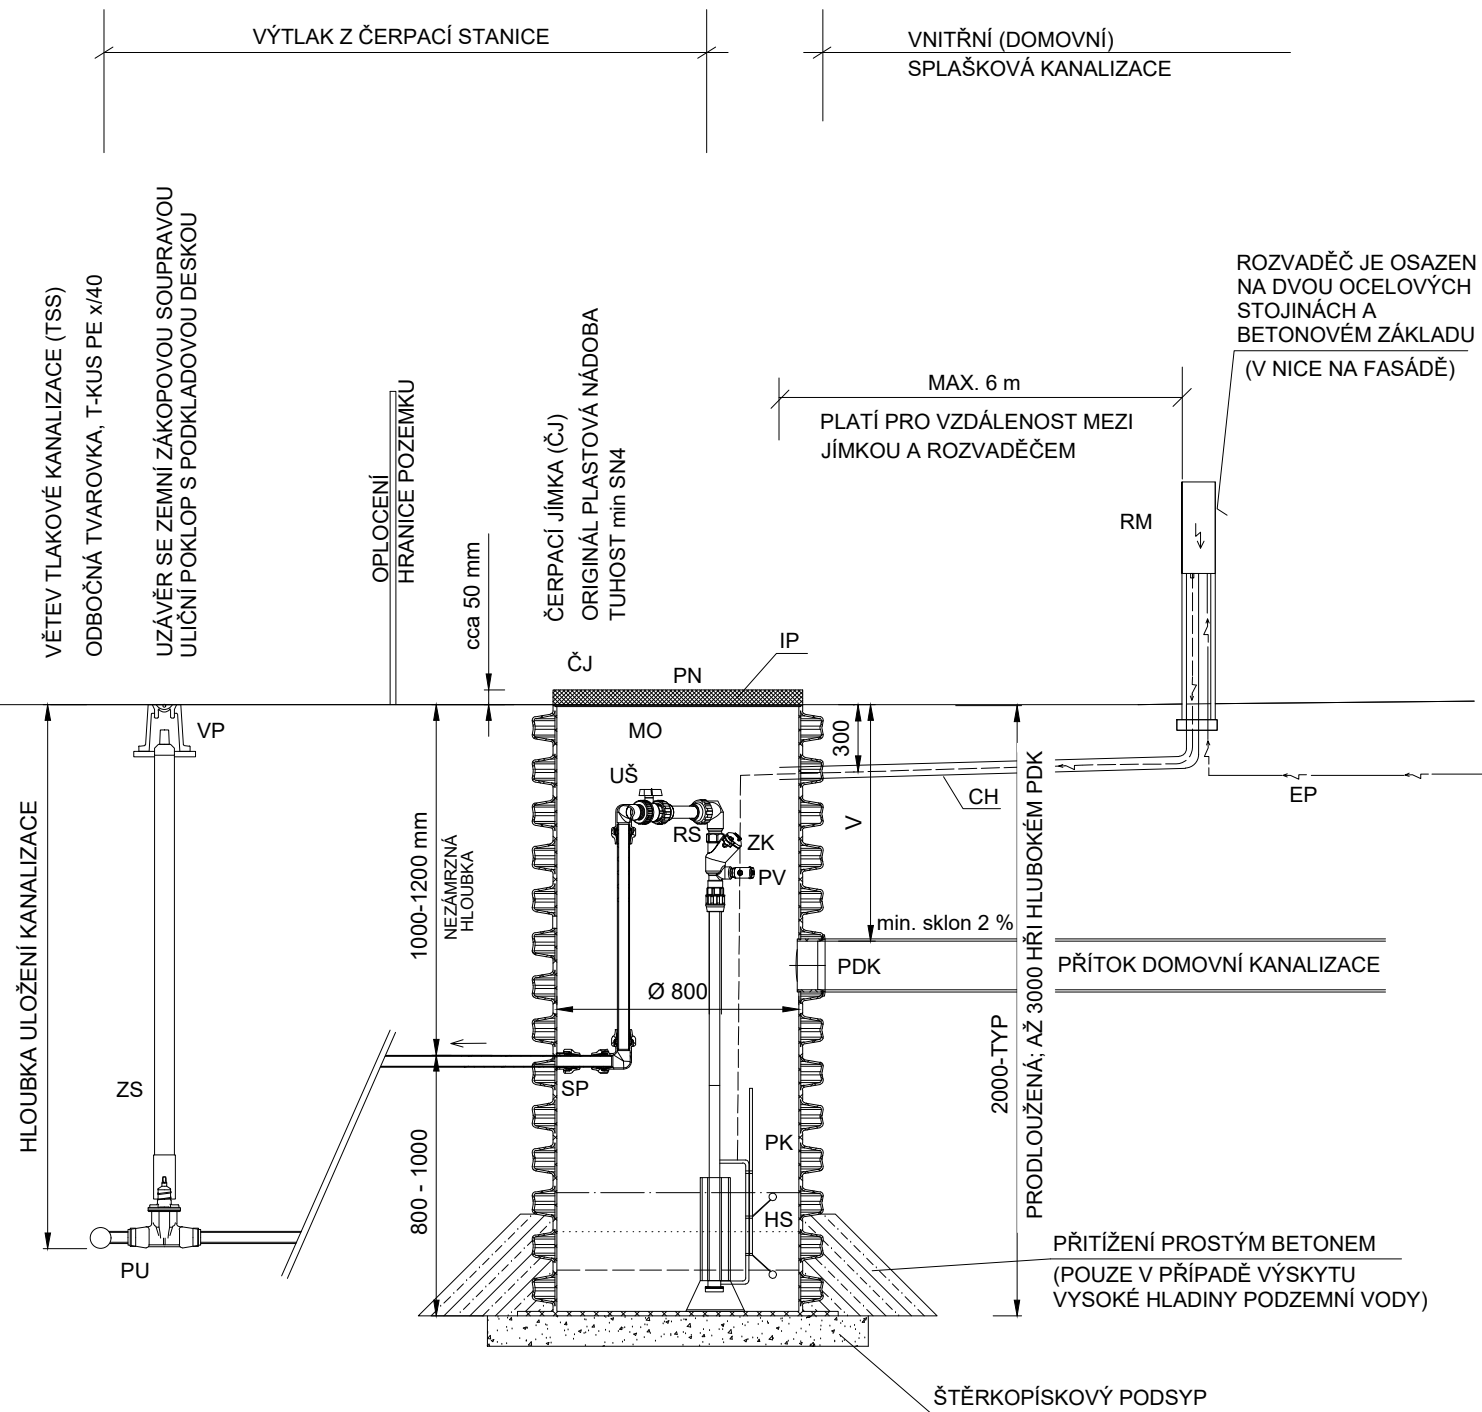 VÝTLAK Z ČERPACÍ STANICE
VNITŘNÍ (DOMOVNÍ)
SPLAŠKOVÁ KANALIZACE
VĚTEV TLAKOVÉ KANALIZACE (TSS)
ODBOČNÁ TVAROVKA, T-KUS PE x/40
UZÁVĚR SE ZEMNÍ ZÁKOPOVOU SOUPRAVOU
ULIČNÍ POKLOP S PODKLADOVOU DESKOU
OPLOCENÍ
HRANICE POZEMKU
cca 50 mm
ČERPACÍ JÍMKA (ČJ)
ORIGINÁL PLASTOVÁ NÁDOBA
TUHOST min SN4
ROZVADĚČ JE OSAZEN
NA DVOU OCELOVÝCH
STOJINÁCH A
BETONOVÉM ZÁKLADU
(V NICE NA FASÁDĚ)
MAX. 6 m
PLATÍ PRO VZDÁLENOST MEZI
JÍMKOU A ROZVADĚČEM
RM
IP
ČJ
PN
VP
MO
300
UŠ
CH
EP
RS
ZK
V
PV
HLOUBKA ULOŽENÍ KANALIZACE
1000-1200 mm
NEZÁMRZNÁ
HLOUBKA
min. sklon 2 %
PDK
PŘÍTOK DOMOVNÍ KANALIZACE
Ø 800
2000-TYP
PRODLOUŽENÁ; AŽ 3000 HŘI HLUBOKÉM PDK
ZS
SP
800 - 1000
PK
HS
PU
PŘITÍŽENÍ PROSTÝM BETONEM
(POUZE V PŘÍPADĚ VÝSKYTU
VYSOKÉ HLADINY PODZEMNÍ VODY)
ŠTĚRKOPÍSKOVÝ PODSYP